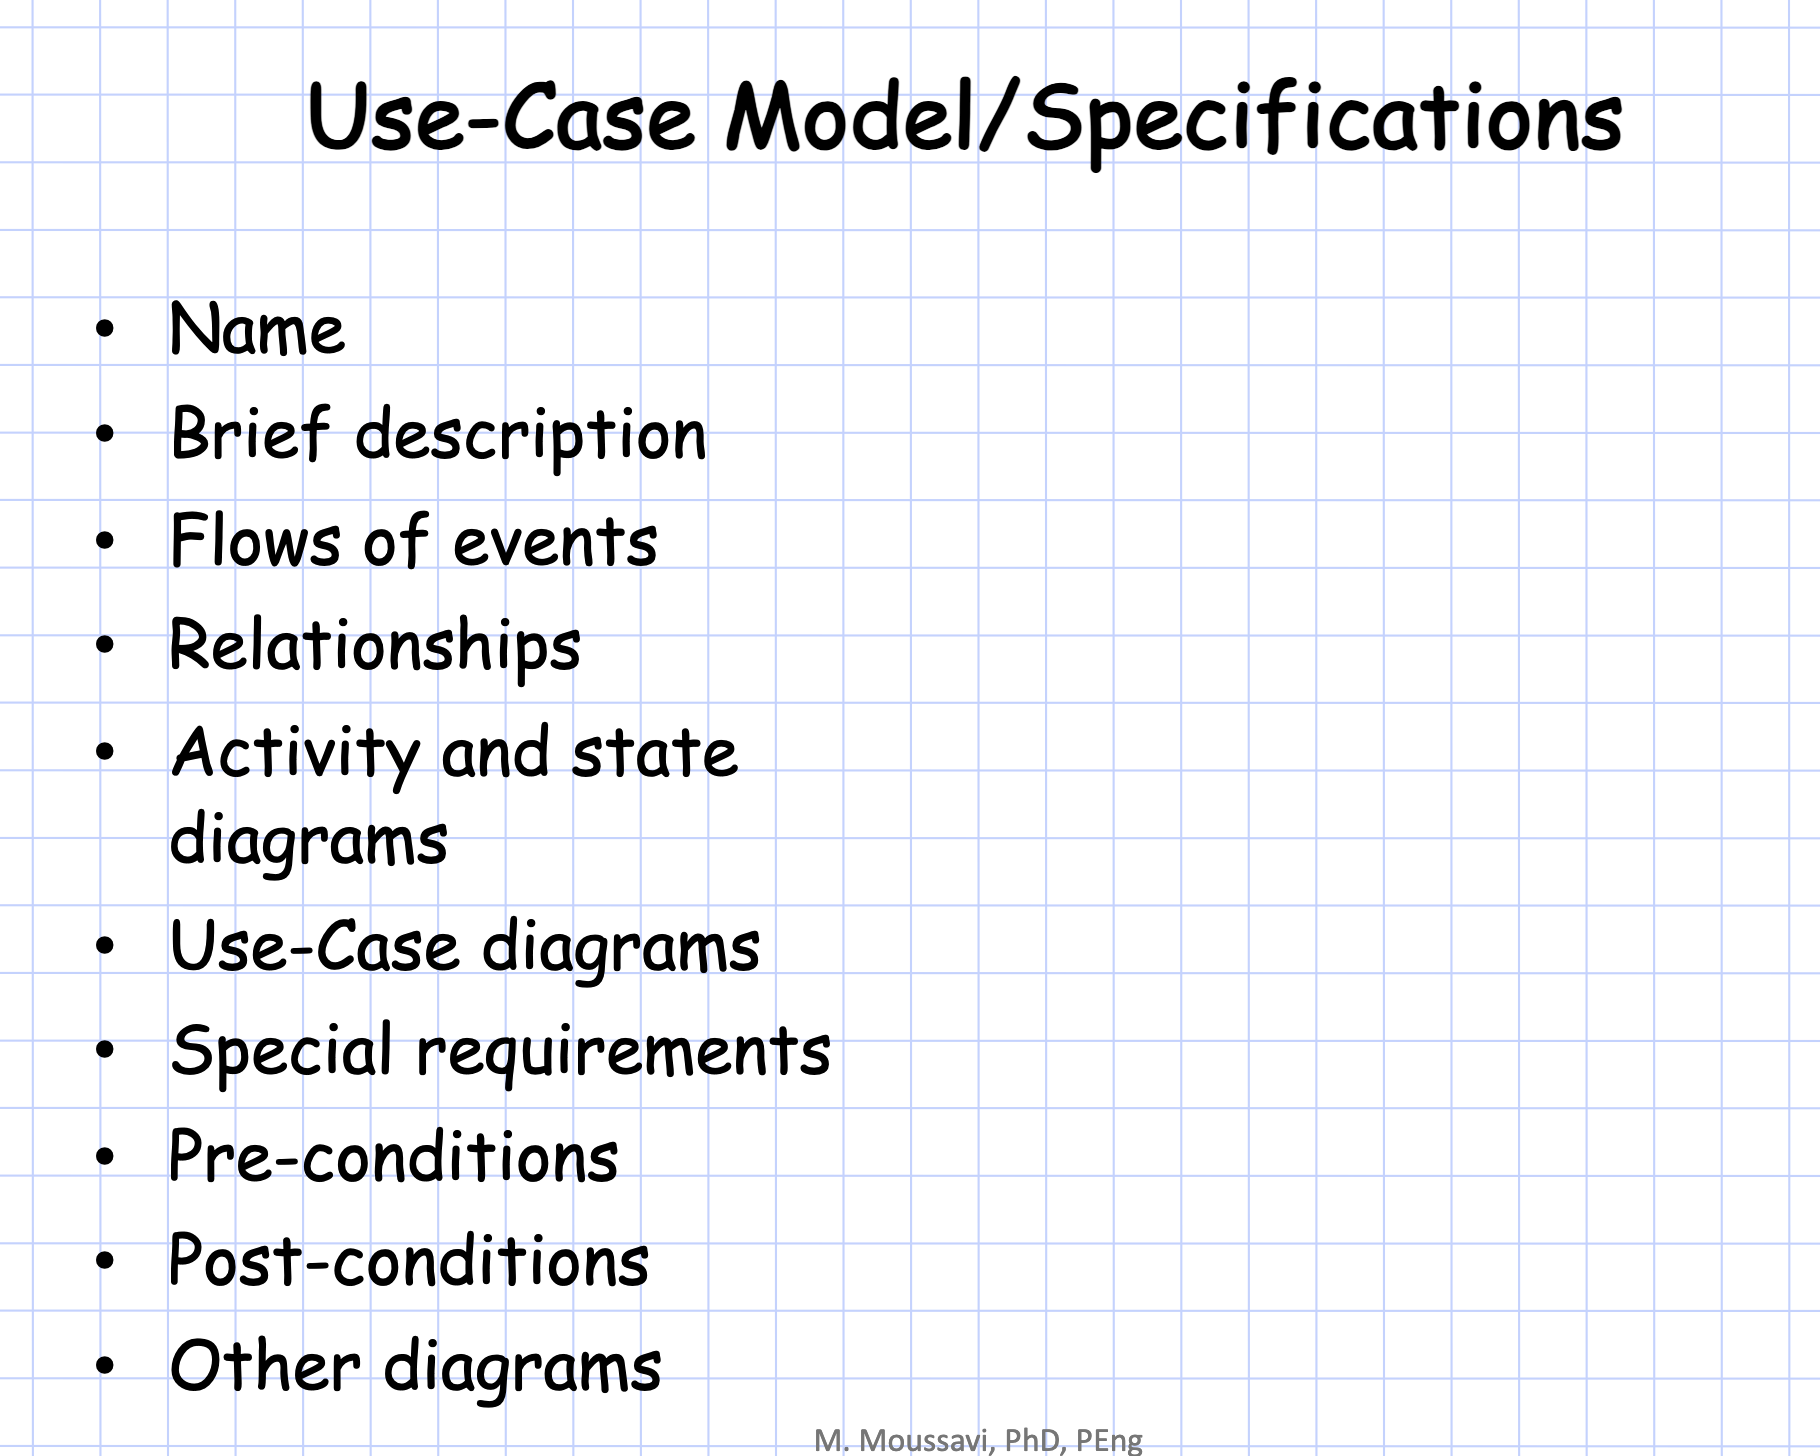 Use-Case Model/Specifications
• Name
• Brief description
• Flows of events
• Relationships
• Activity and state
diagrams
• Use-Case diagrams
• Special requirements
• Pre-conditions
• Post-conditions
• Other diagrams
M. Moussavi, PhD, PEng